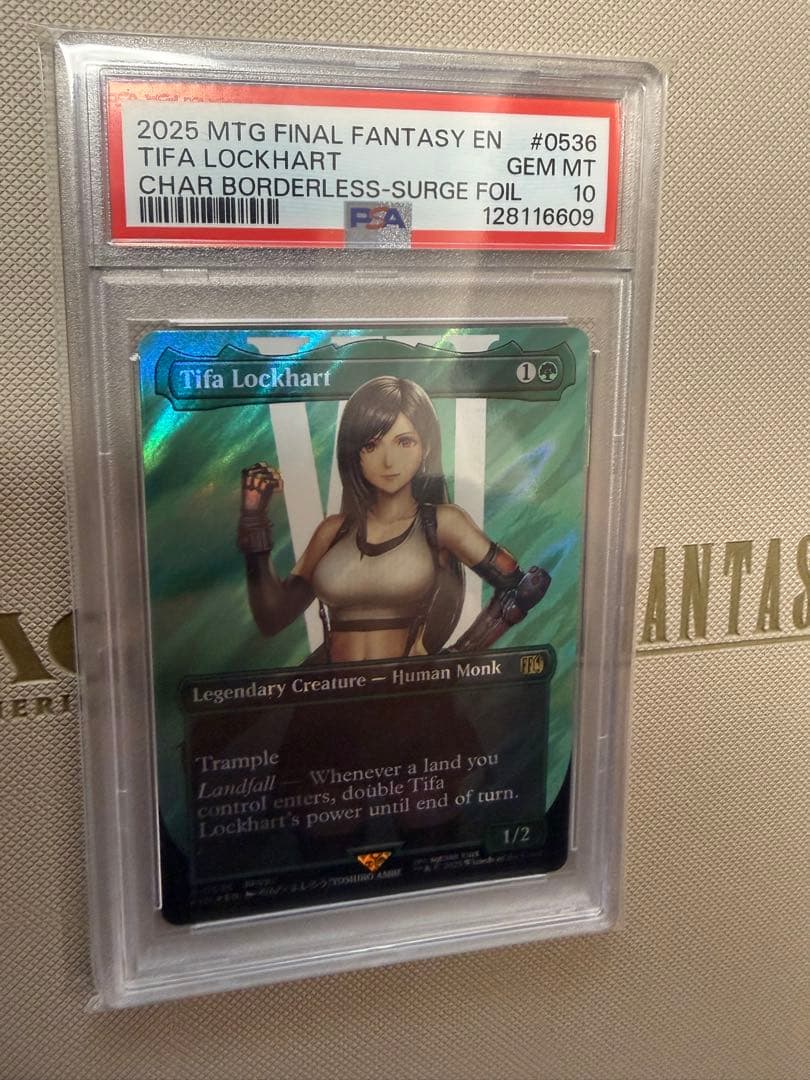 2025 MTG FINAL FANTASY EN #0536
TIFA LOCKHART GEM MT
CHAR BORDERLESS-SURGE FOIL 10
PSA 128116609
VII
Tifa Lockhart 1
Legendary Creature — Human Monk
Trample
Landfall — Whenever a land you
control enters, double Tifa
Lockhart's power until end of turn.
1/2
ANTAS